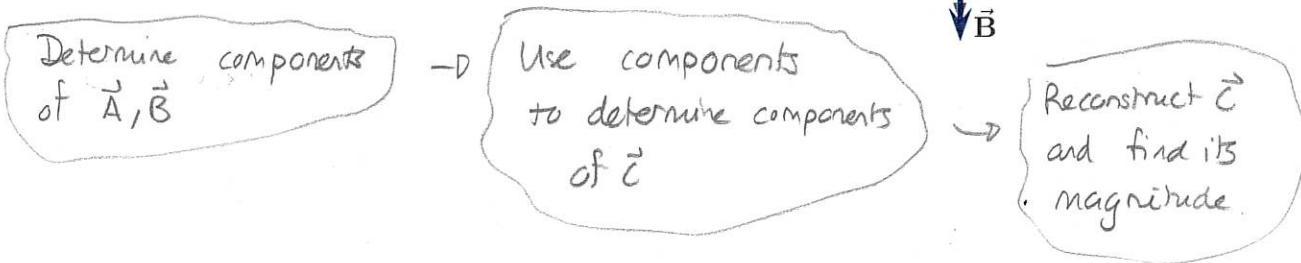 Determine components
of A⃗, B⃗
→
Use components
to determine components
of C⃗
→
B⃗
Reconstruct C⃗
and find its
magnitude.